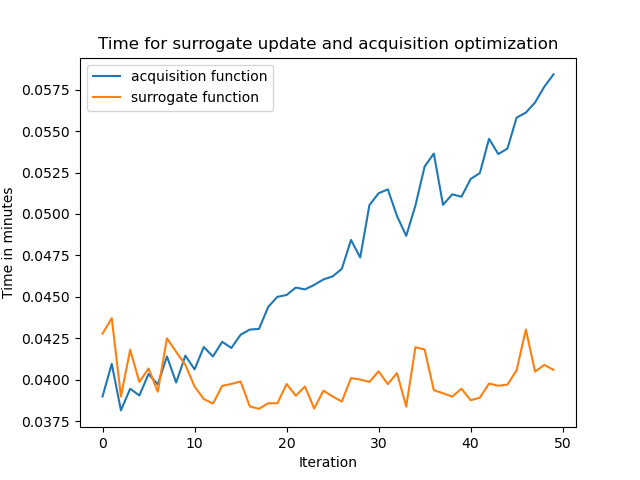 Time for surrogate update and acquisition optimization
acquisition function
surrogate function
0.0575
0.0550
0.0525
0.0500
0.0475
0.0450
0.0425
0.0400
0.0375
Time in minutes
0 10 20 30 40 50
Iteration